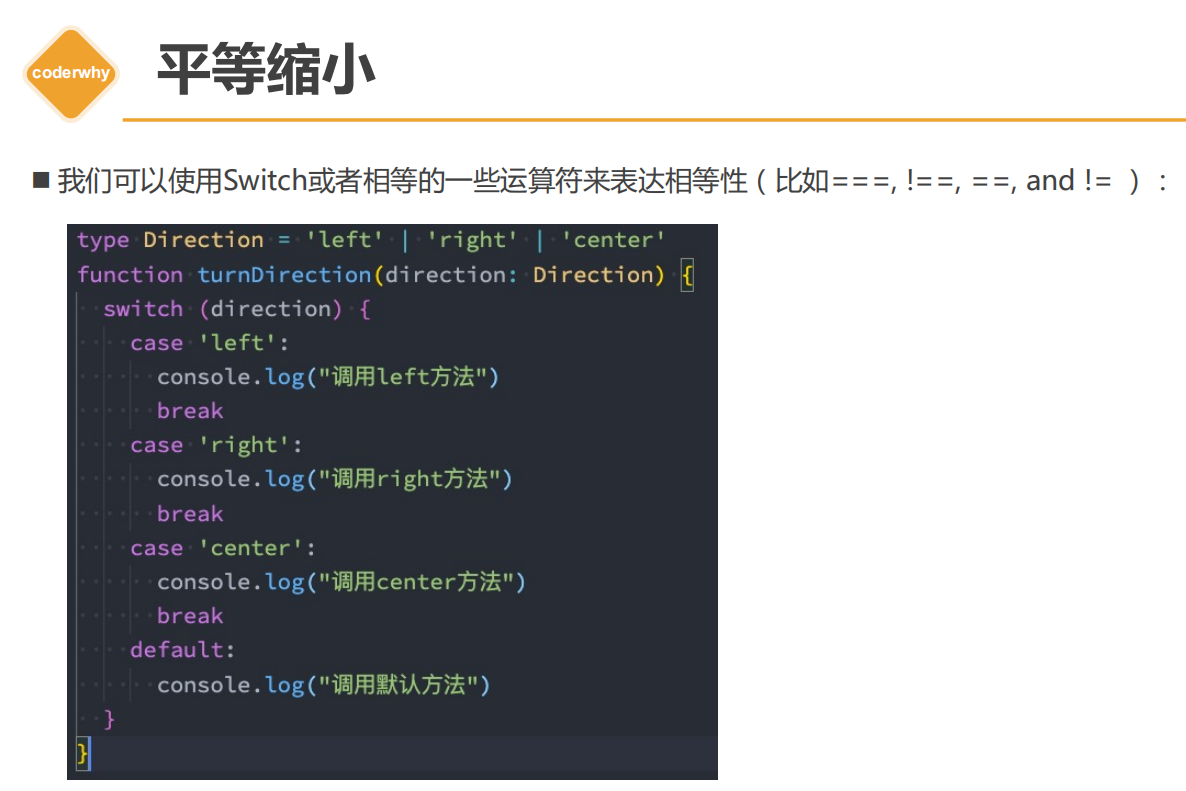 coderwhy
平等缩小
■ 我们可以使用Switch或者相等的一些运算符来表达相等性（比如===, !==, ==, and != ）：
type Direction = 'left' | 'right' | 'center'
function turnDirection(direction: Direction) {
  switch (direction) {
    case 'left':
      console.log("调用left方法")
      break
    case 'right':
      console.log("调用right方法")
      break
    case 'center':
      console.log("调用center方法")
      break
    default:
      console.log("调用默认方法")
  }
}